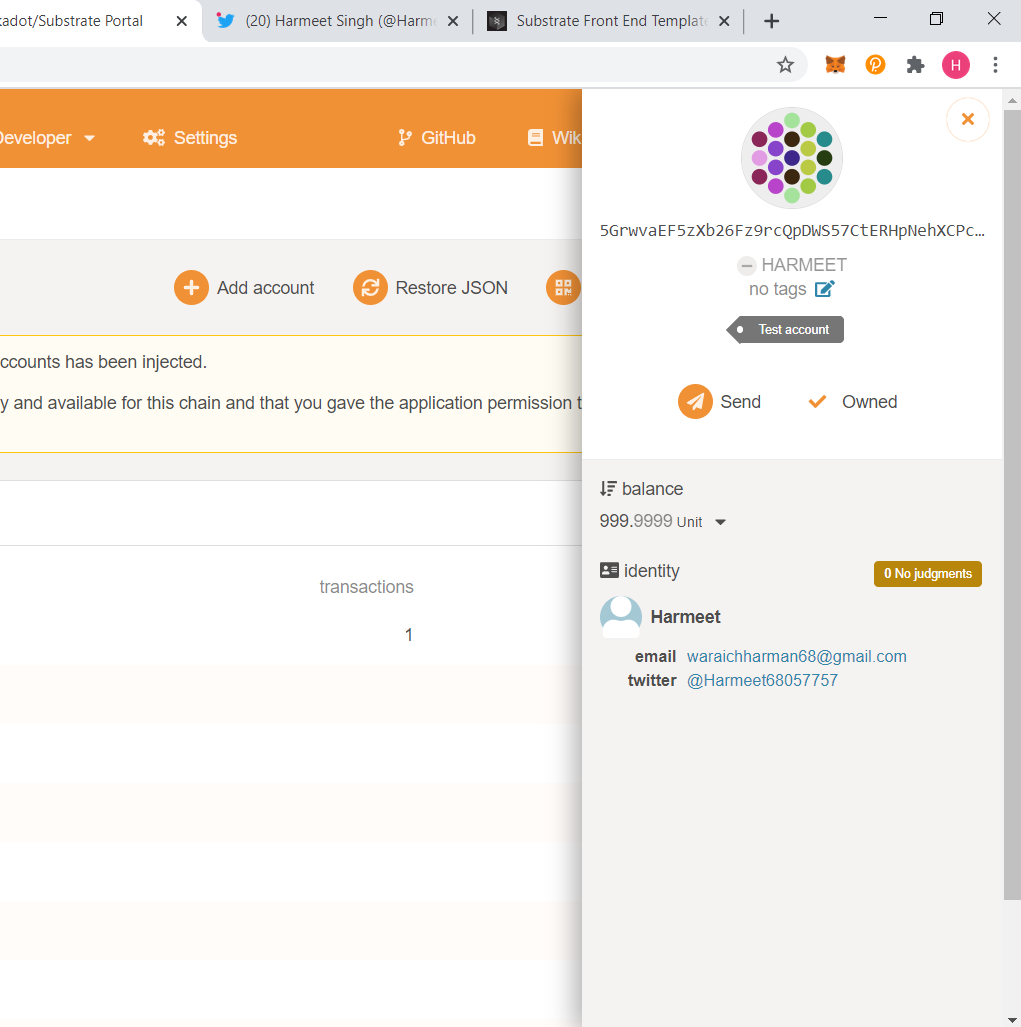 kadot/Substrate Portal
(20) Harmeet Singh (@Harme
Substrate Front End Template
H
Developer
Settings
GitHub
Wik
Add account
Restore JSON
ccounts has been injected.
y and available for this chain and that you gave the application permission t
transactions
1
5GrwvaEF5zXb26Fz9rcQpDWS57CtERHpNehXCPc…
HARMEET
no tags
Test account
Send
Owned
balance
999.9999 Unit
identity
0 No judgments
Harmeet
email waraichharman68@gmail.com
twitter @Harmeet68057757